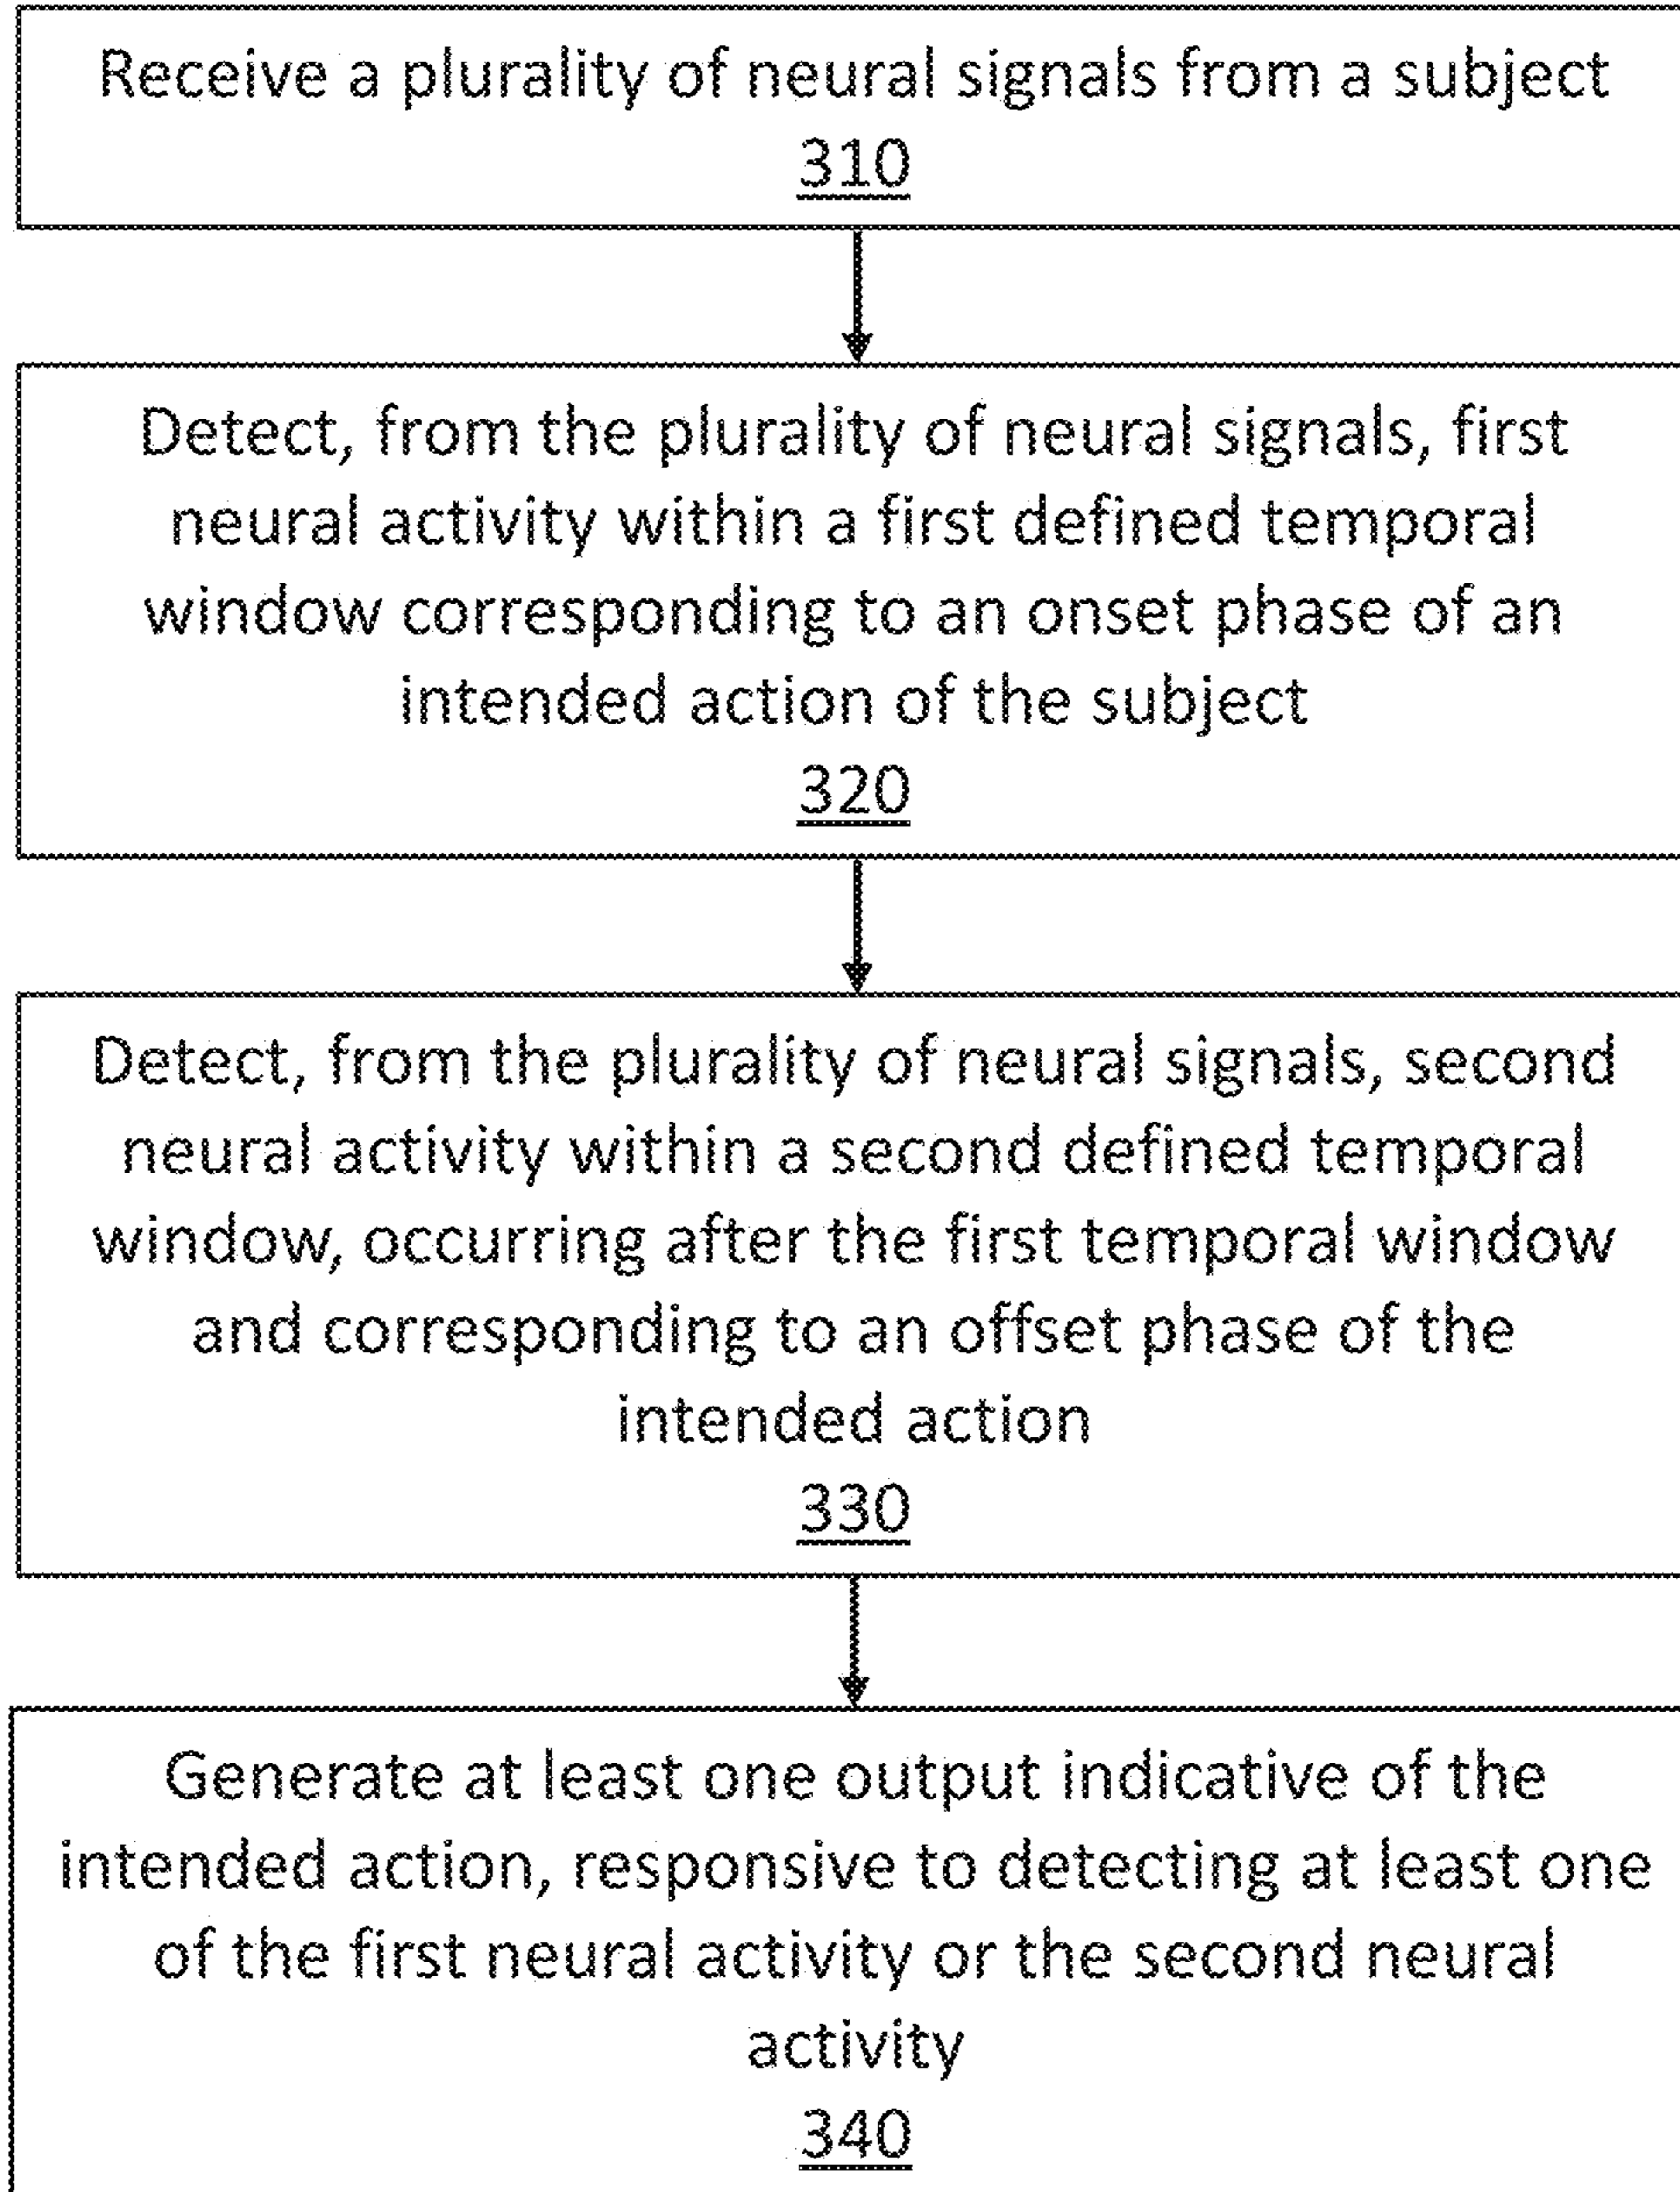 Receive a plurality of neural signals from a subject
310
Detect, from the plurality of neural signals, first
neural activity within a first defined temporal
window corresponding to an onset phase of an
intended action of the subject
320
Detect, from the plurality of neural signals, second
neural activity within a second defined temporal
window, occurring after the first temporal window
and corresponding to an offset phase of the
intended action
330
Generate at least one output indicative of the
intended action, responsive to detecting at least one
of the first neural activity or the second neural
activity
340